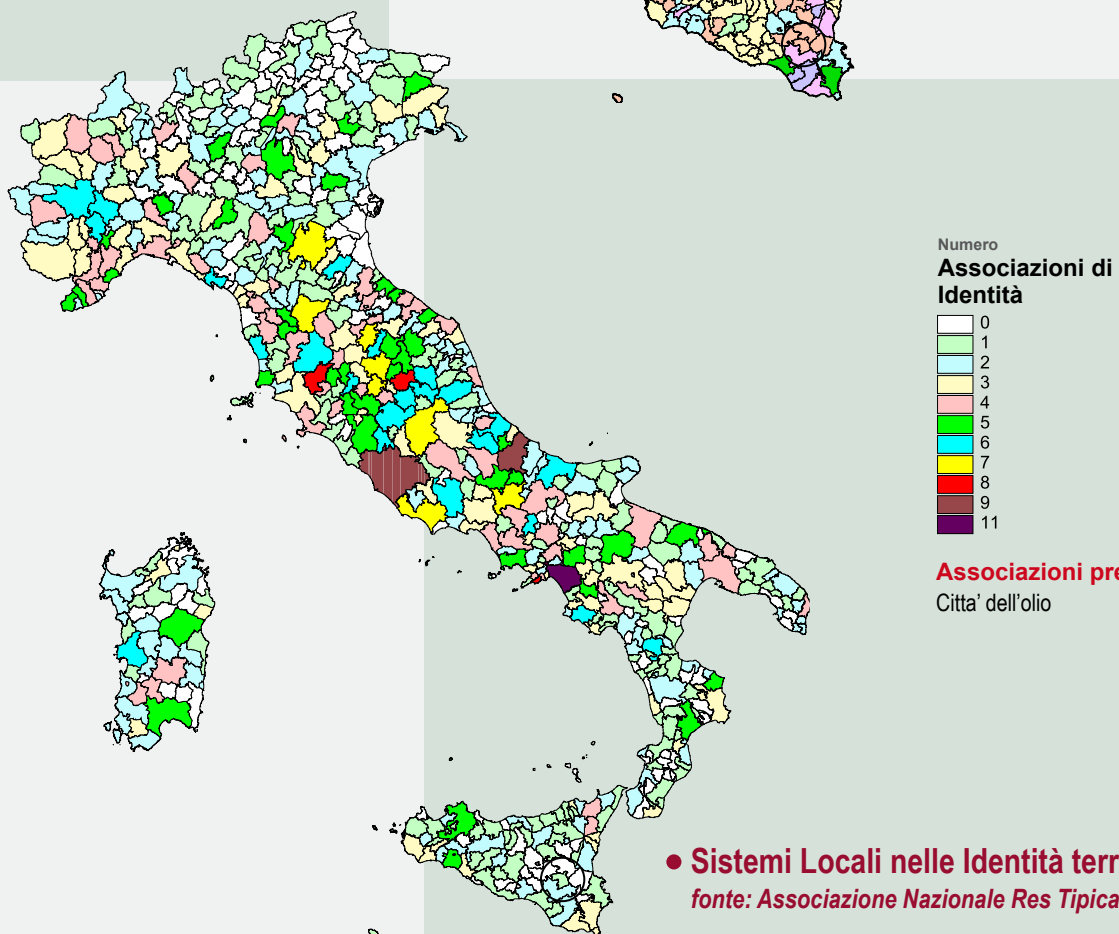 Numero
Associazioni di
Identità
0
1
2
3
4
5
6
7
8
9
11
Associazioni pre
Citta' dell'olio
• Sistemi Locali nelle Identità terr
fonte: Associazione Nazionale Res Tipica